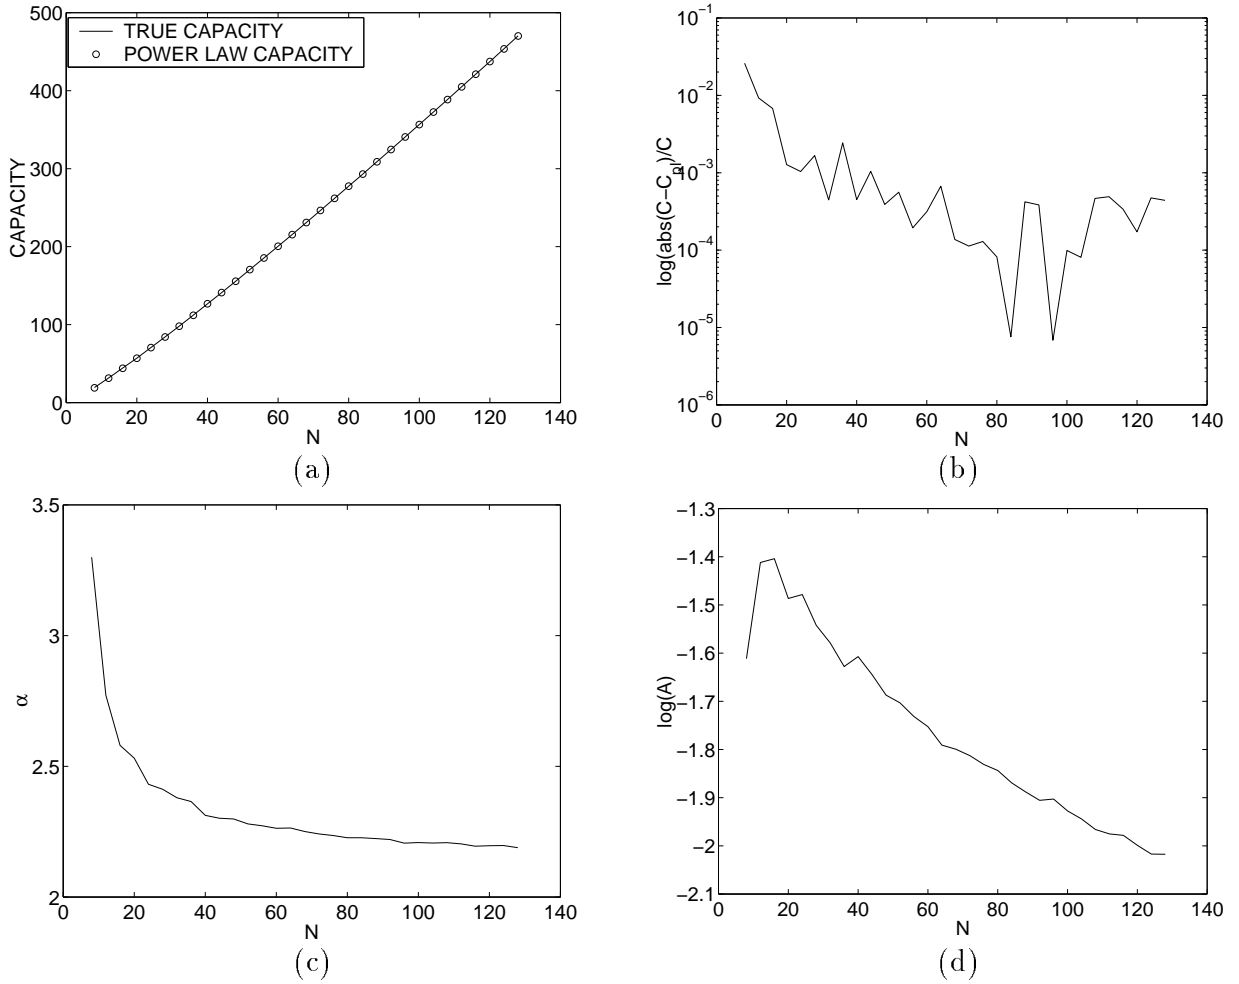 500
400
300
200
100
0
CAPACITY
TRUE CAPACITY
POWER LAW CAPACITY
0 20 40 60 80 100 120 140
N
(a)
10^-1
10^-2
10^-3
10^-4
10^-5
10^-6
log(abs(C−C_pl)/C
0 20 40 60 80 100 120 140
N
(b)
3.5
3
2.5
2
α
0 20 40 60 80 100 120 140
N
(c)
−1.3
−1.4
−1.5
−1.6
−1.7
−1.8
−1.9
−2
−2.1
log(A)
0 20 40 60 80 100 120 140
N
(d)